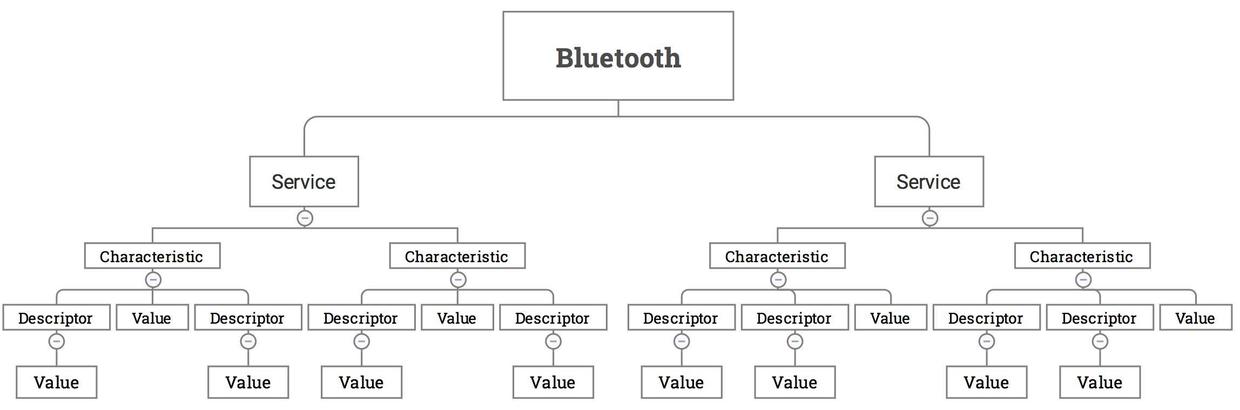 Bluetooth
Service Service
Characteristic Characteristic Characteristic Characteristic
Descriptor Value Descriptor Descriptor Value Descriptor Descriptor Descriptor Value Descriptor Descriptor Value
Value Value Value Value Value Value Value Value